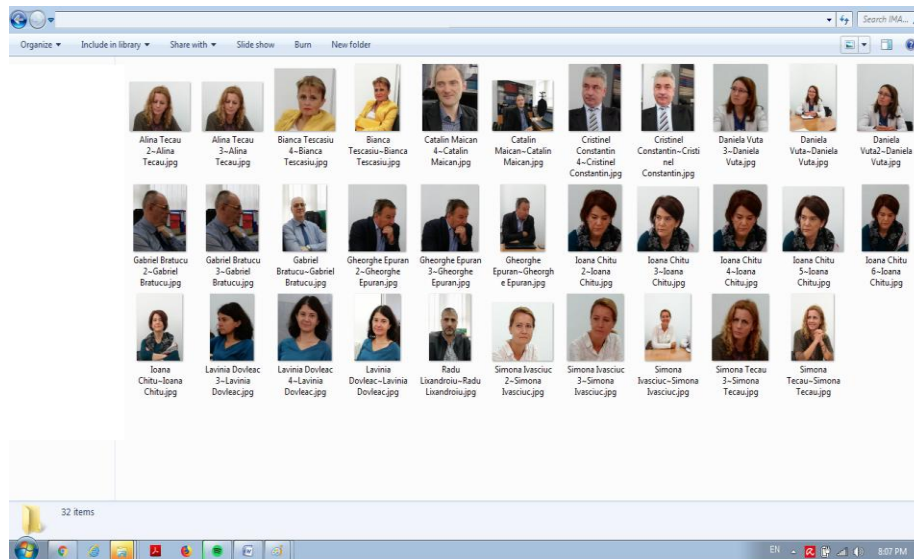 Search IMA...
Organize Include in library Share with Slide show Burn New folder
Alina Tecau
2~Alina
Tecau.jpg
Alina Tecau
3~Alina
Tecau.jpg
Bianca Tescasiu
4~Bianca
Tescasiu.jpg
Bianca
Tescasiu~Bianca
Tescasiu.jpg
Catalin Maican
4~Catalin
Maican.jpg
Catalin
Maican~Catalin
Maican.jpg
Cristinel
Constantin
4~Cristinel
Constantin.jpg
Cristinel
Constantin~Cristi
nel
Constantin.jpg
Daniela Vuta
3~Daniela
Vuta.jpg
Daniela
Vuta~Daniela
Vuta.jpg
Daniela
Vuta2~Daniela
Vuta.jpg
Gabriel Bratucu
2~Gabriel
Bratucu.jpg
Gabriel Bratucu
3~Gabriel
Bratucu.jpg
Gabriel
Bratucu~Gabriel
Bratucu.jpg
Gheorghe Epuran
2~Gheorghe
Epuran.jpg
Gheorghe Epuran
3~Gheorghe
Epuran.jpg
Gheorghe
Epuran~Gheorgh
e Epuran.jpg
Ioana Chitu
2~Ioana
Chitu.jpg
Ioana Chitu
3~Ioana
Chitu.jpg
Ioana Chitu
4~Ioana
Chitu.jpg
Ioana Chitu
5~Ioana
Chitu.jpg
Ioana Chitu
6~Ioana
Chitu.jpg
Ioana
Chitu~Ioana
Chitu.jpg
Lavinia Dovleac
3~Lavinia
Dovleac.jpg
Lavinia Dovleac
4~Lavinia
Dovleac.jpg
Lavinia
Dovleac~Lavinia
Dovleac.jpg
Radu
Lixandroiu~Radu
Lixandroiu.jpg
Simona Ivasciuc
2~Simona
Ivasciuc.jpg
Simona Ivasciuc
3~Simona
Ivasciuc.jpg
Simona
Ivasciuc~Simona
Ivasciuc.jpg
Simona Tecau
3~Simona
Tecau.jpg
Simona
Tecau~Simona
Tecau.jpg
32 items
EN 8:07 PM